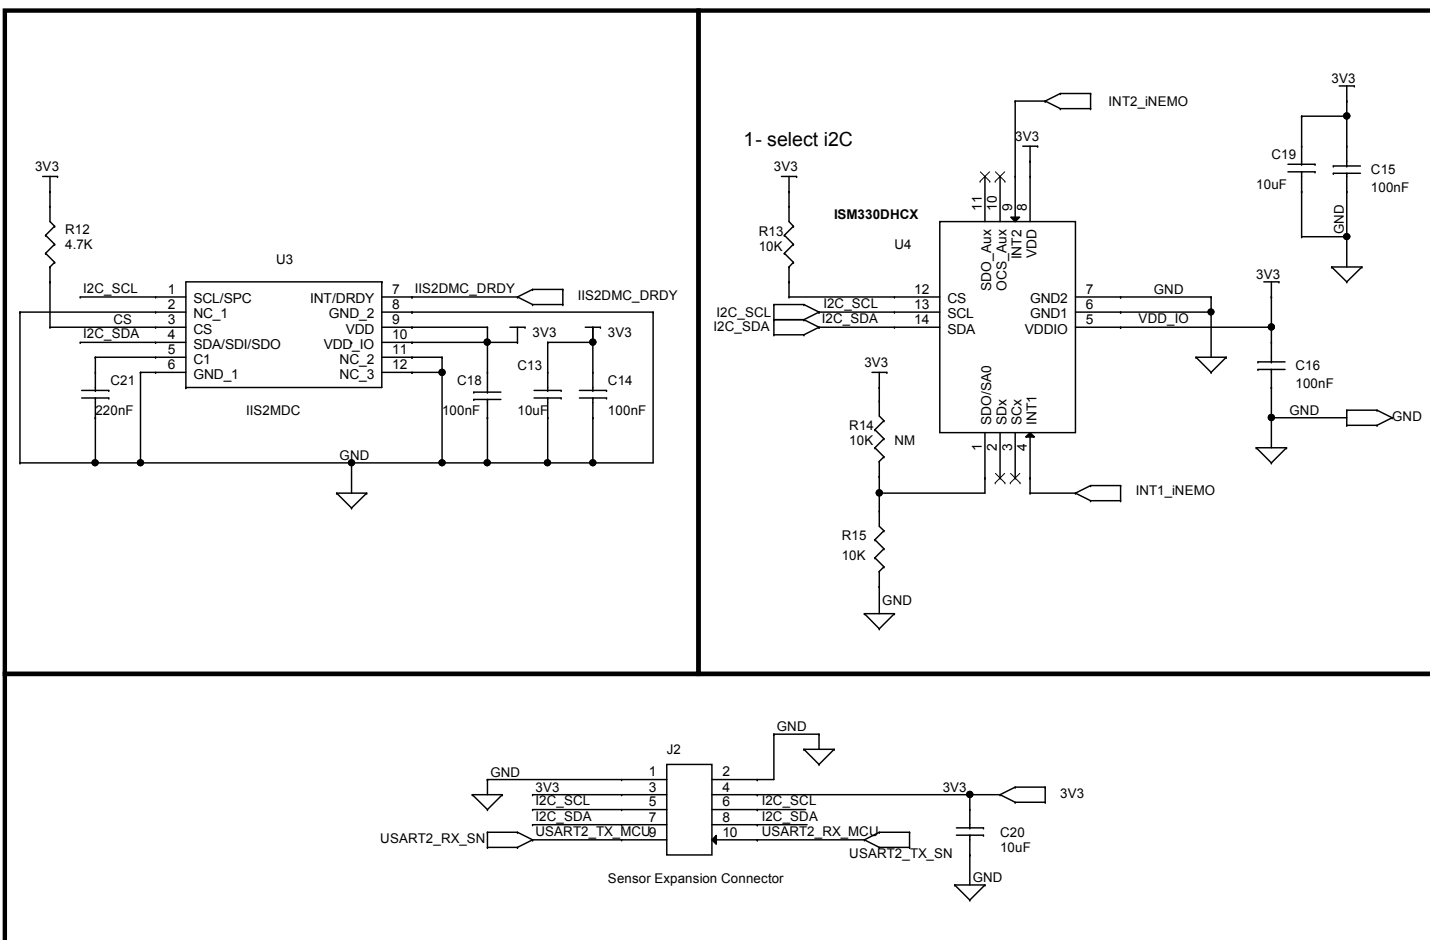 3V3
R12
4.7K
U3
I2C_SCL
1
SCL/SPC
INT/DRDY
7
IIS2DMC_DRDY
IIS2DMC_DRDY
2
NC_1
GND_2
8
CS
3
CS
VDD
9
I2C_SDA
4
SDA/SDI/SDO
VDD_IO
10
3V3
3V3
5
C1
NC_2
11
6
GND_1
NC_3
12
C21
220nF
IIS2MDC
C18
100nF
C13
10uF
C14
100nF
GND
1- select i2C
3V3
R13
10K
ISM330DHCX
U4
INT2_iNEMO
3V3
11
10
9
8
SDO_Aux
OCS_Aux
INT2
VDD
12
CS
I2C_SCL
I2C_SCL
13
SCL
I2C_SDA
I2C_SDA
14
SDA
GND2
7
GND
GND1
6
VDDIO
5
VDD_IO
SDO/SA0
SDx
SCx
INT1
1
2
3
4
INT1_iNEMO
3V3
R14
10K
NM
R15
10K
GND
3V3
C19
10uF
C15
100nF
GND
3V3
C16
100nF
GND
GND
J2
GND
1
2
GND
3V3
3
4
3V3
3V3
I2C_SCL
5
6
I2C_SCL
I2C_SDA
7
8
I2C_SDA
USART2_RX_SN
USART2_TX_MCU
9
10
USART2_RX_MCU
USART2_TX_SN
C20
10uF
GND
Sensor Expansion Connector